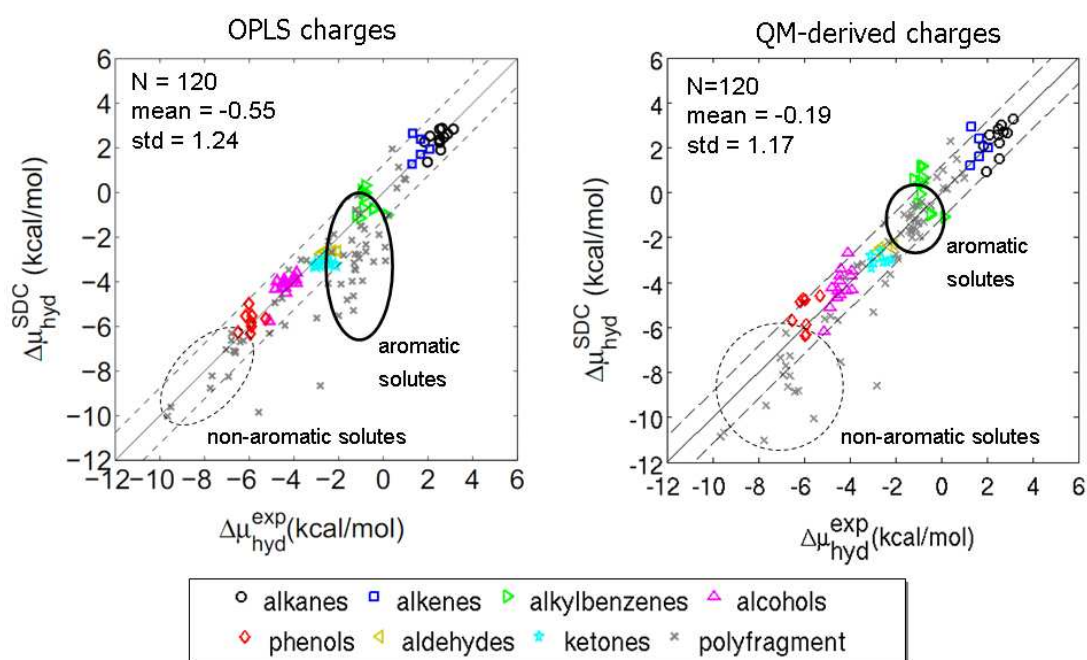 OPLS charges
N = 120
mean = -0.55
std = 1.24
6
4
2
0
−2
−4
−6
−8
−10
−12
Δμ_hyd^SDC (kcal/mol)
aromatic
solutes
non-aromatic solutes
−12 −10 −8 −6 −4 −2 0 2 4 6
Δμ_hyd^exp(kcal/mol)
QM-derived charges
N=120
mean = -0.19
std = 1.17
6
4
2
0
-2
-4
-6
-8
-10
-12
Δμ_hyd^SDC (kcal/mol)
aromatic
solutes
non-aromatic solutes
-12 -10 -8 -6 -4 -2 0 2 4 6
Δμ_hyd^exp(kcal/mol)
alkanes alkenes alkylbenzenes alcohols
phenols aldehydes ketones polyfragment